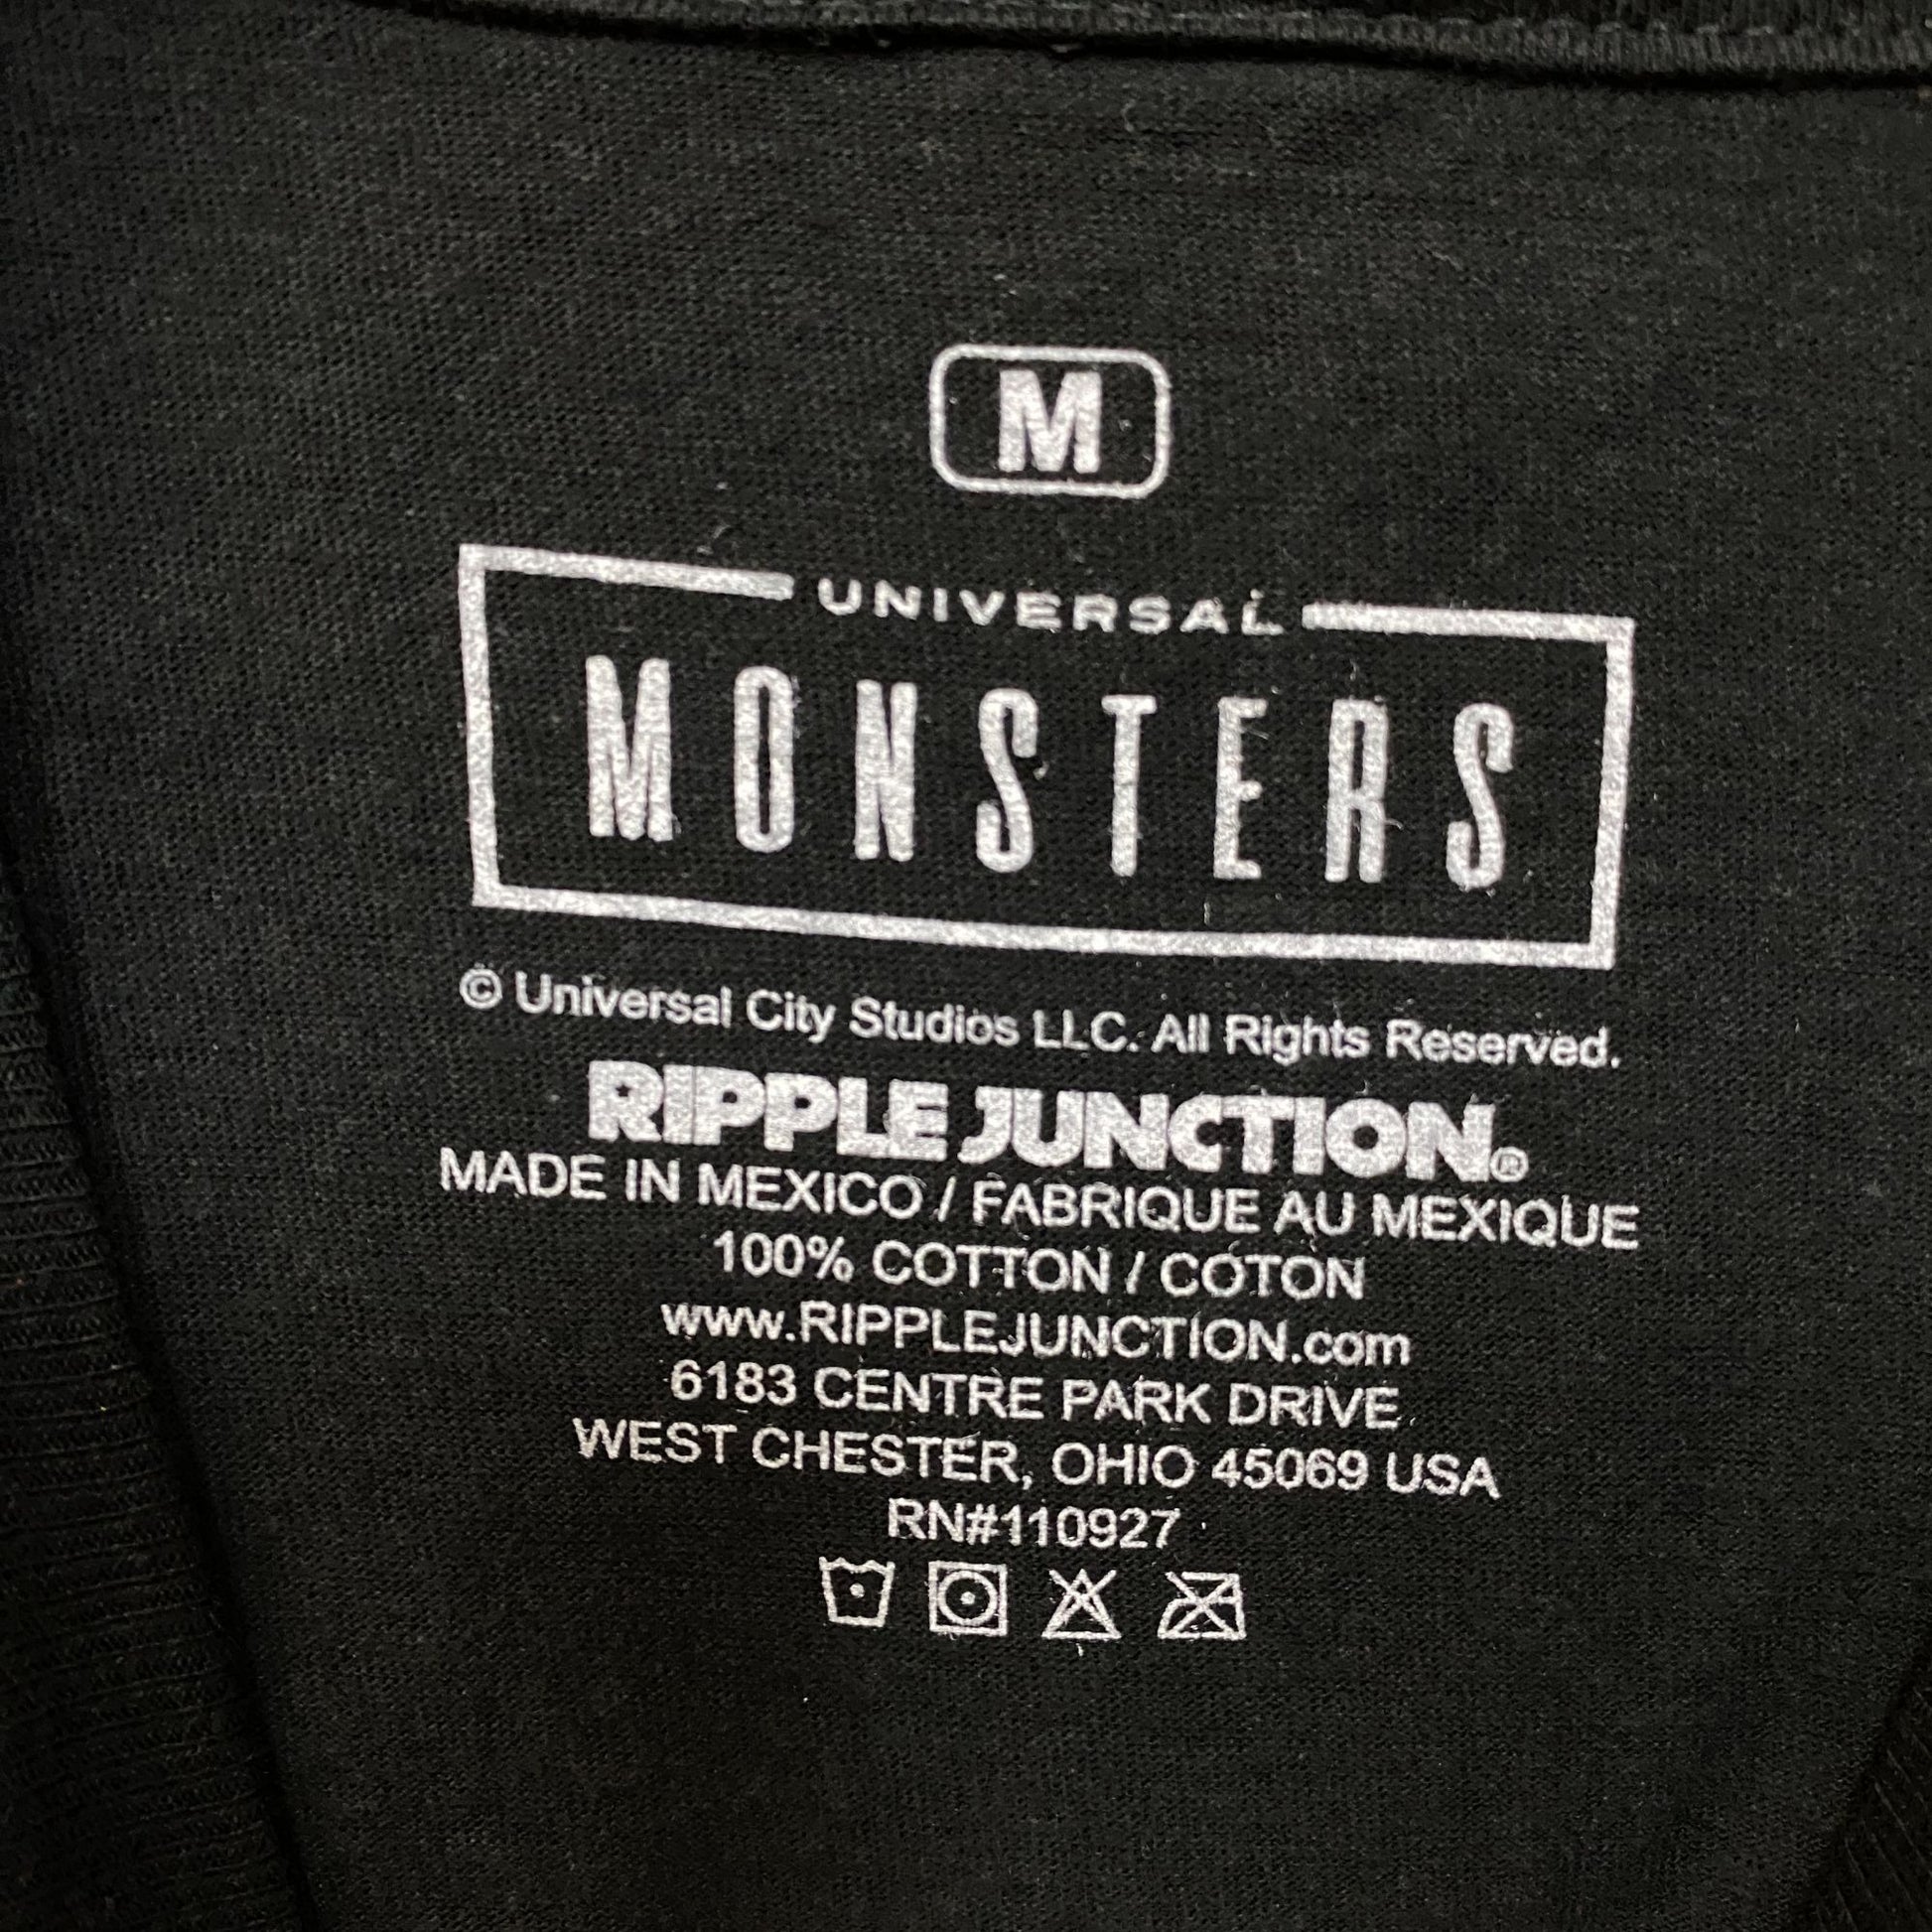 M
UNIVERSAL
MONSTERS
© Universal City Studios LLC. All Rights Reserved.
RIPPLE JUNCTION®
MADE IN MEXICO / FABRIQUE AU MEXIQUE
100% COTTON / COTON
www.RIPPLEJUNCTION.com
6183 CENTRE PARK DRIVE
WEST CHESTER, OHIO 45069 USA
RN#110927